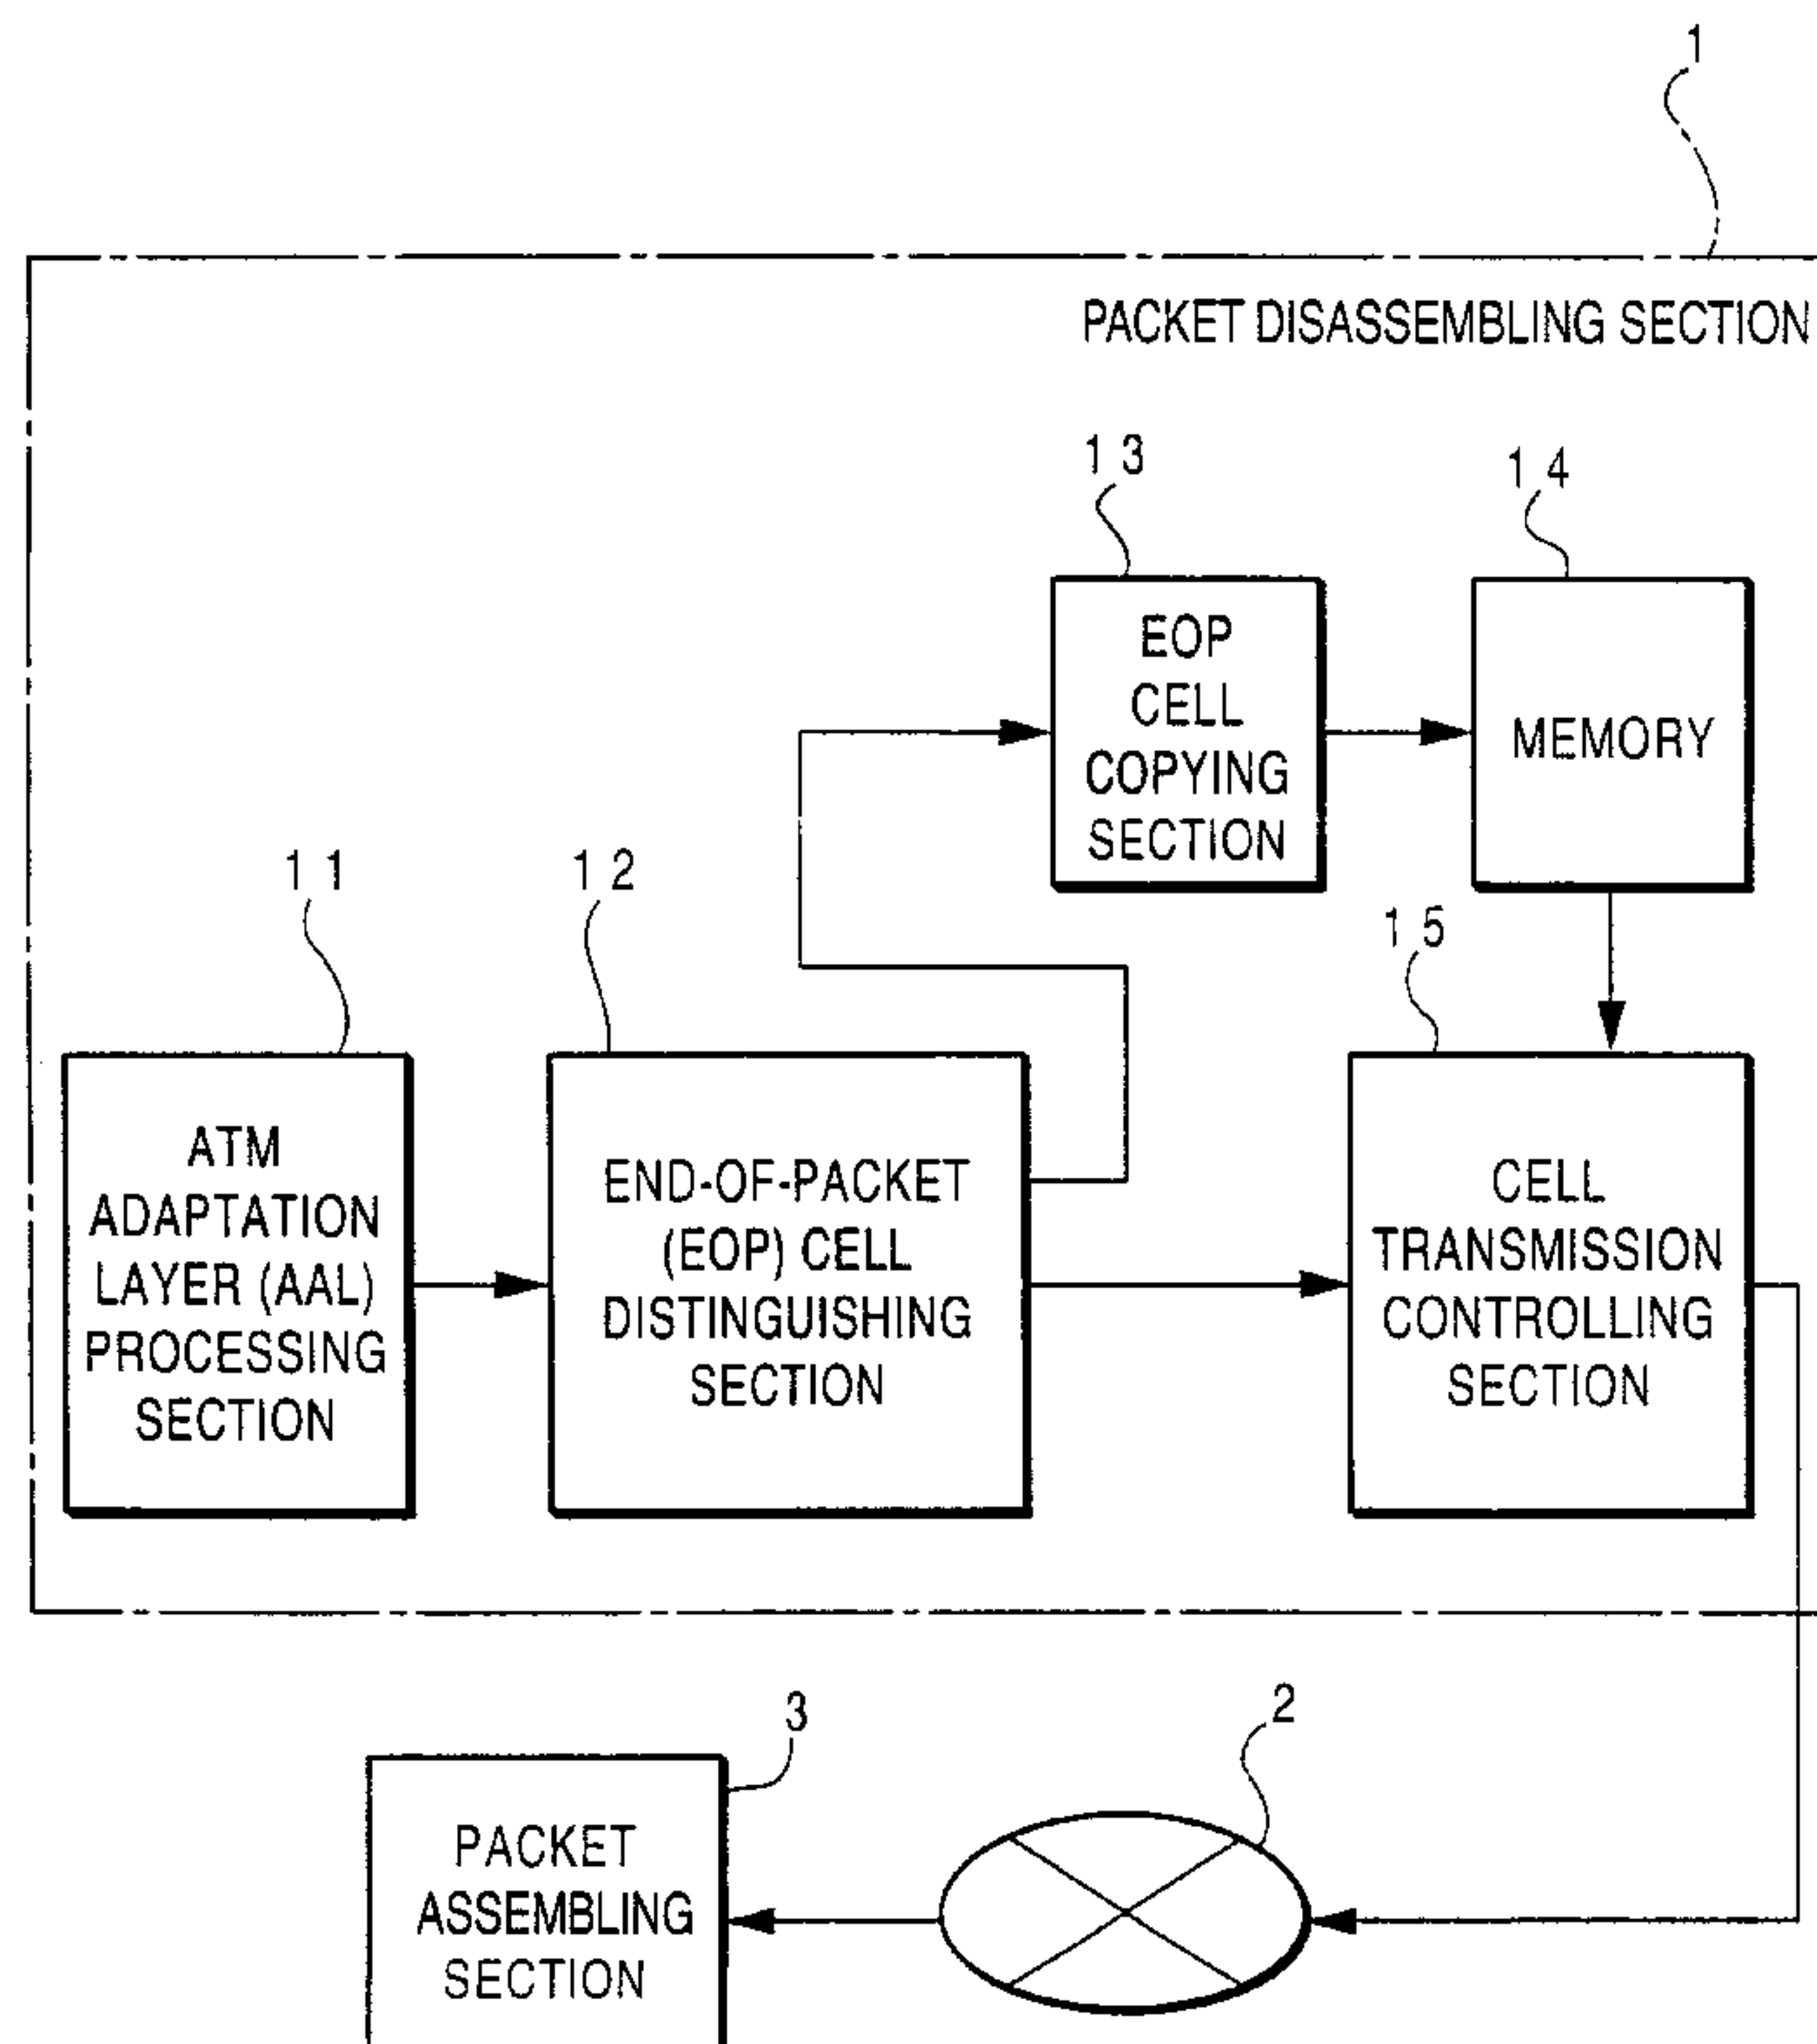 1
PACKET DISASSEMBLING SECTION
13
14
EOP
CELL
COPYING
SECTION
MEMORY
11
12
15
ATM
ADAPTATION
LAYER (AAL)
PROCESSING
SECTION
END-OF-PACKET
(EOP) CELL
DISTINGUISHING
SECTION
CELL
TRANSMISSION
CONTROLLING
SECTION
3
2
PACKET
ASSEMBLING
SECTION